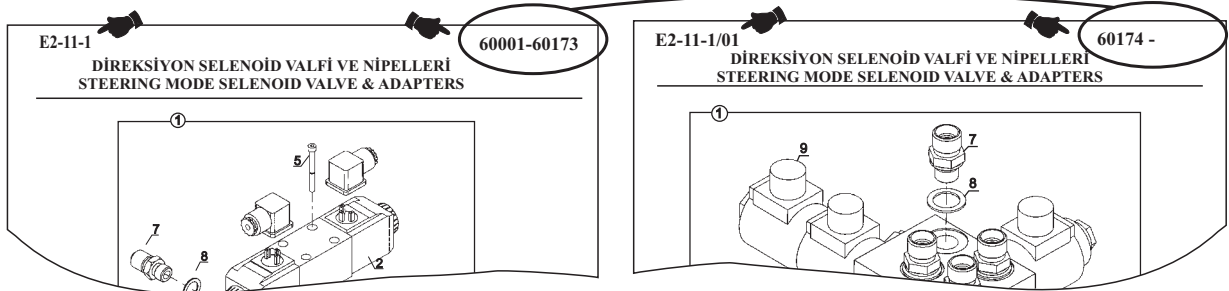 E2-11-1
60001-60173
DİREKSİYON SELENOİD VALFİ VE NİPELLERİ
STEERING MODE SELENOID VALVE & ADAPTERS
1
5
7
8
2
E2-11-1/01
60174 -
DİREKSİYON SELENOİD VALFİ VE NİPELLERİ
STEERING MODE SELENOID VALVE & ADAPTERS
1
9
7
8